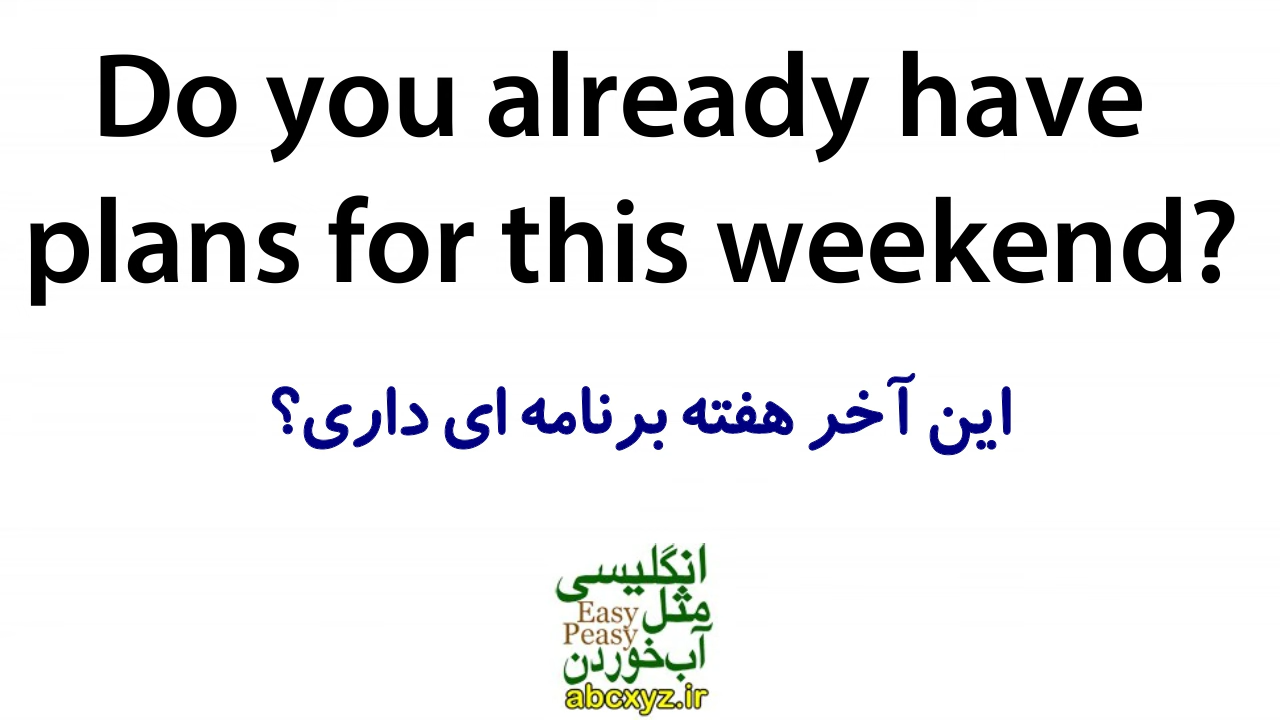 Do you already have
plans for this weekend?
این آخر هفته برنامه ای داری؟
انگلیسی
مثل
Easy
Peasy
آب‌خوردن
abcxyz.ir